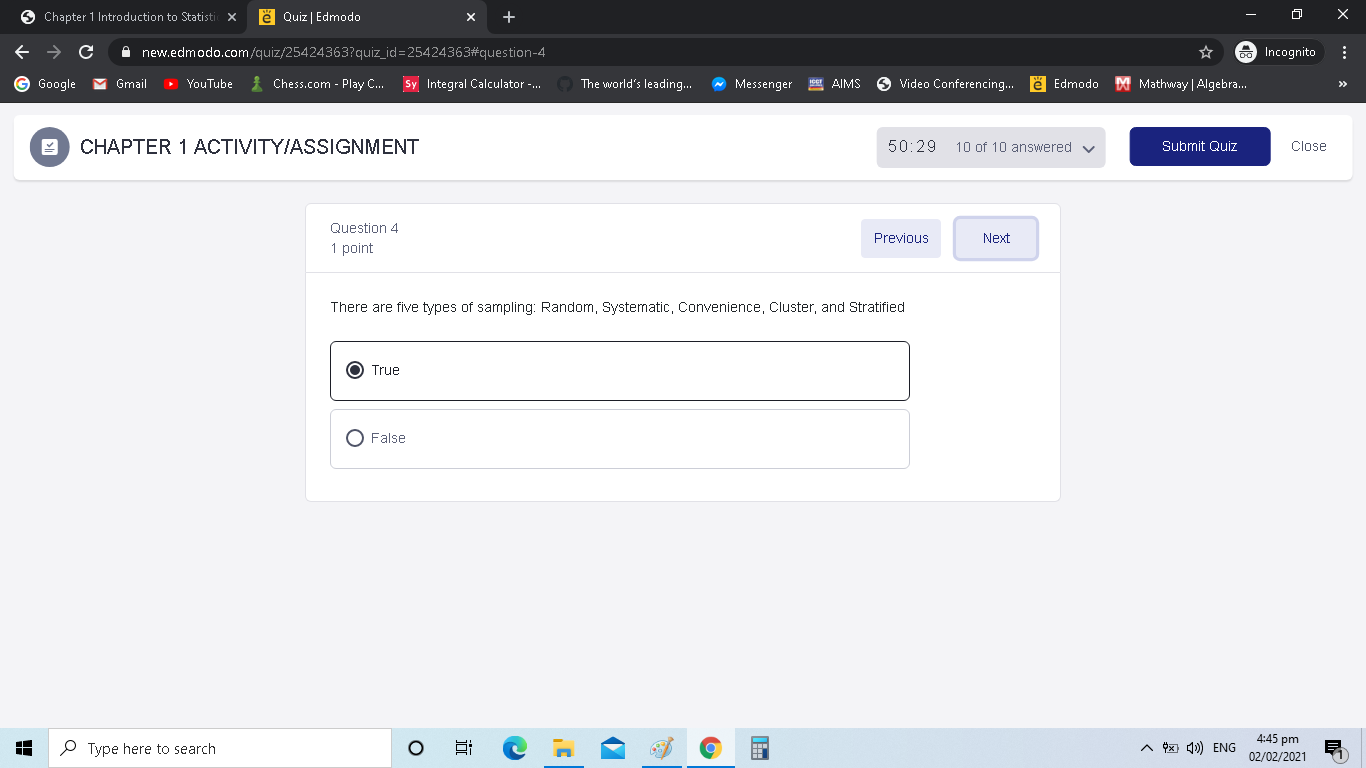 Chapter 1 Introduction to Statisti
Quiz | Edmodo
new.edmodo.com/quiz/25424363?quiz_id=25424363#question-4
Incognito
Google
Gmail
YouTube
Chess.com - Play C...
Sy
Integral Calculator -...
The world's leading...
Messenger
AIMS
Video Conferencing...
Edmodo
Mathway | Algebra...
»
CHAPTER 1 ACTIVITY/ASSIGNMENT
50:29
10 of 10 answered
Submit Quiz
Close
Question 4
1 point
Previous
Next
There are five types of sampling: Random, Systematic, Convenience, Cluster, and Stratified
True
False
Type here to search
ENG
4:45 pm
02/02/2021
1